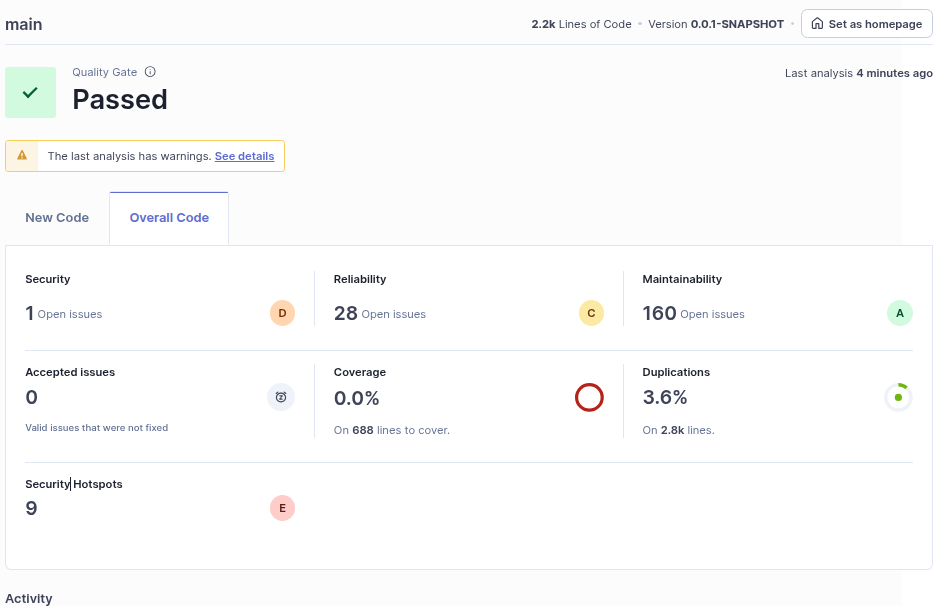 main
2.2k Lines of Code • Version 0.0.1-SNAPSHOT • Set as homepage
Quality Gate
Passed
Last analysis 4 minutes ago
The last analysis has warnings. See details
New Code
Overall Code
Security
1 Open issues
D
Reliability
28 Open issues
C
Maintainability
160 Open issues
A
Accepted issues
0
Valid issues that were not fixed
Coverage
0.0%
On 688 lines to cover.
Duplications
3.6%
On 2.8k lines.
Security Hotspots
9
E
Activity